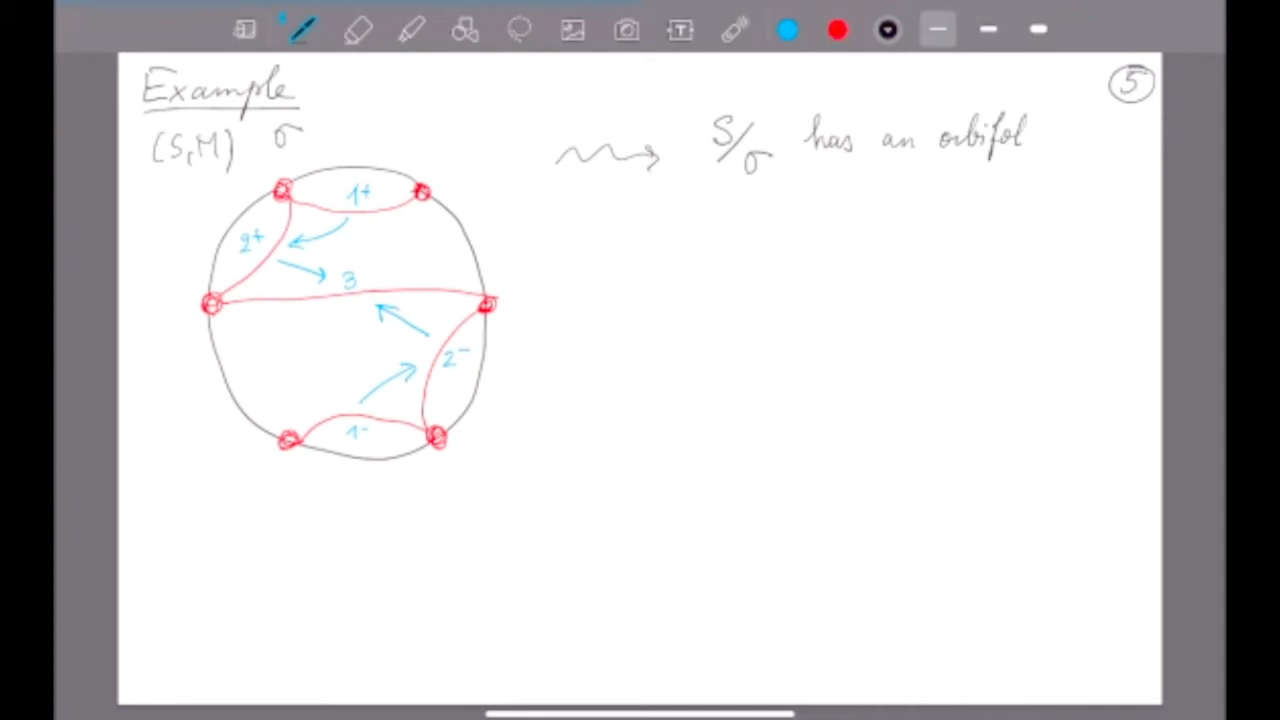 Example
(S,M) σ
S/σ has an orbifol
5
1+
2+
3
2-
1-